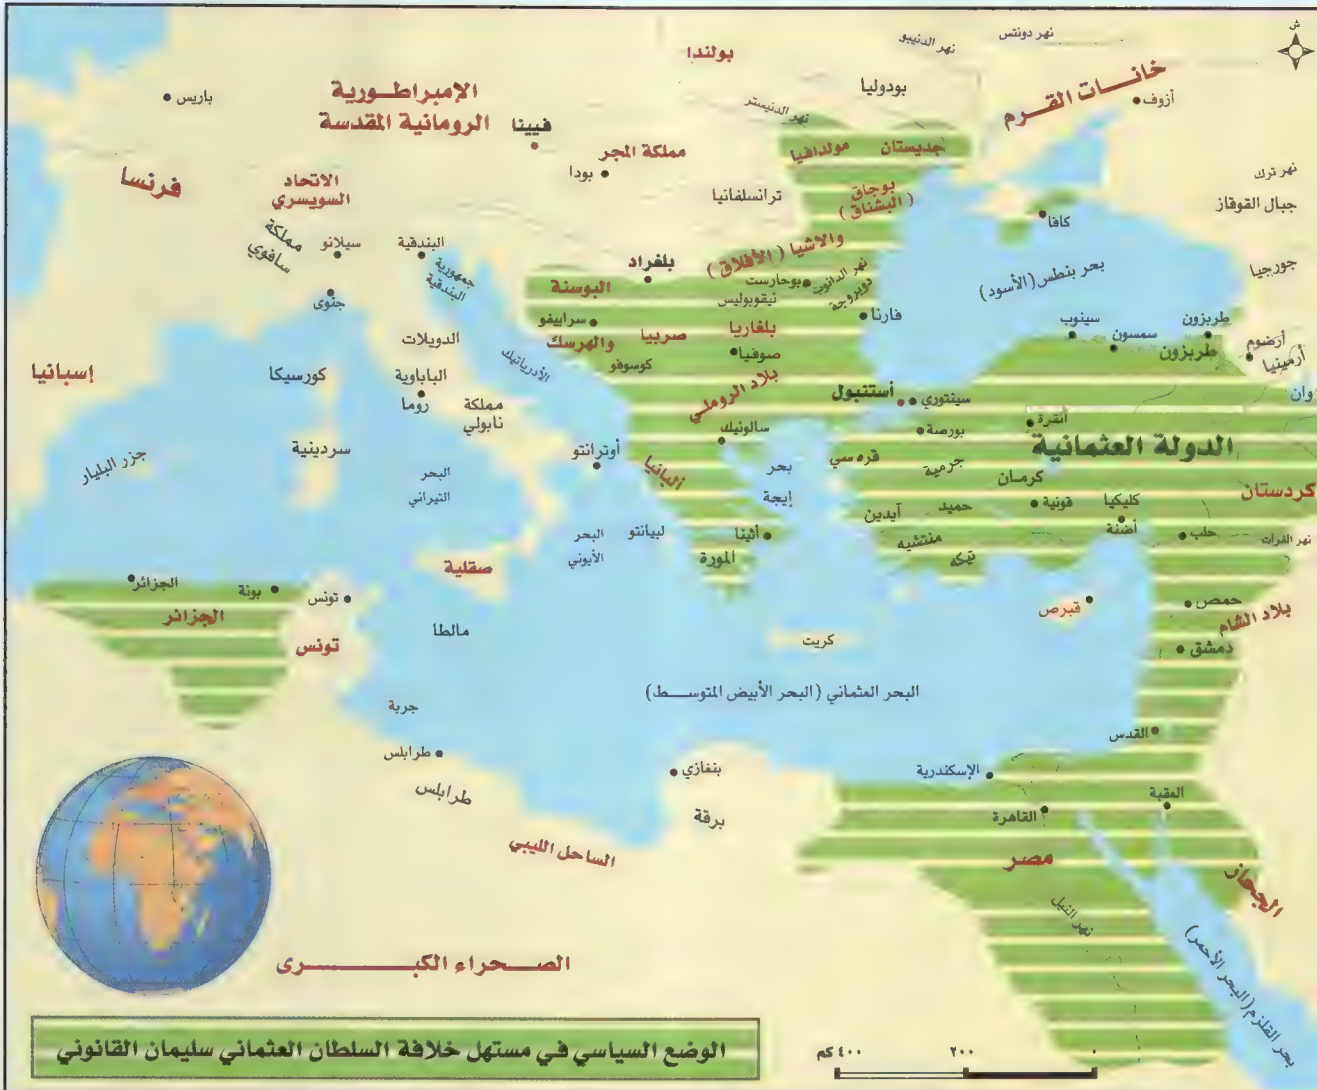 ش
نهر دونتس
نهر الدنيبو
بولندا
خانات القرم
أزوف
بودوليا
الإمبراطورية
الرومانية المقدسة
باريس
نهر الدنيستر
فيينا
مملكة المجر
بودا
مولدافيا
جديستان
نهر ترك
فرنسا
الاتحاد
السويسري
ترانسلفانيا
بوجاق
(البشناق)
جبال القوقاز
كافا
مملكة
سافوي
سيلانو
البندقية
جمهورية
البندقية
والاشيا (الأفلاق)
بلغراد
جورجيا
بحر بنطس (الأسود)
البوسنة
بوخارست
نهر الدانوب
دوبروجة
نيقوبوليس
جنوى
سراييفو
والهرسك
صربيا
بلغاريا
فارنا
سينوب
سمسون
طربزون
طربزون
أرضوم
أرمينيا
الدويلات
الباباوية
روما
الأدرياتيك
كوسوفو
صوفيا
إسبانيا
كورسيكا
بلاد الروملي
أستنبول
سينتوري
وان
مملكة
نابولي
سالونيك
بورصة
أنقرة
الدولة العثمانية
جزر البليار
سردينية
أوترانتو
ألبانيا
بحر
إيجة
قره سي
جرمية
كرمان
كردستان
البحر
التيراني
آيدين
حميد
قونية
كليكيا
أضنة
البحر
الأيوني
ليبانتو
أثينا
منتشيه
تكه
حلب
نهر الفرات
المورة
صقلية
الجزائر
بونة
تونس
الجزائر
قبرص
حمص
بلاد الشام
مالطا
تونس
كريت
دمشق
البحر العثماني (البحر الأبيض المتوسط)
جربة
القدس
طرابلس
طرابلس
بنغازي
برقة
الإسكندرية
القاهرة
العقبة
الساحل الليبي
مصر
الحجاز
نهر النيل
بحر القلزم (البحر الأحمر)
الصحراء الكبرى
الوضع السياسي في مستهل خلافة السلطان العثماني سليمان القانوني
٠ ٢٠٠ ٤٠٠ كم